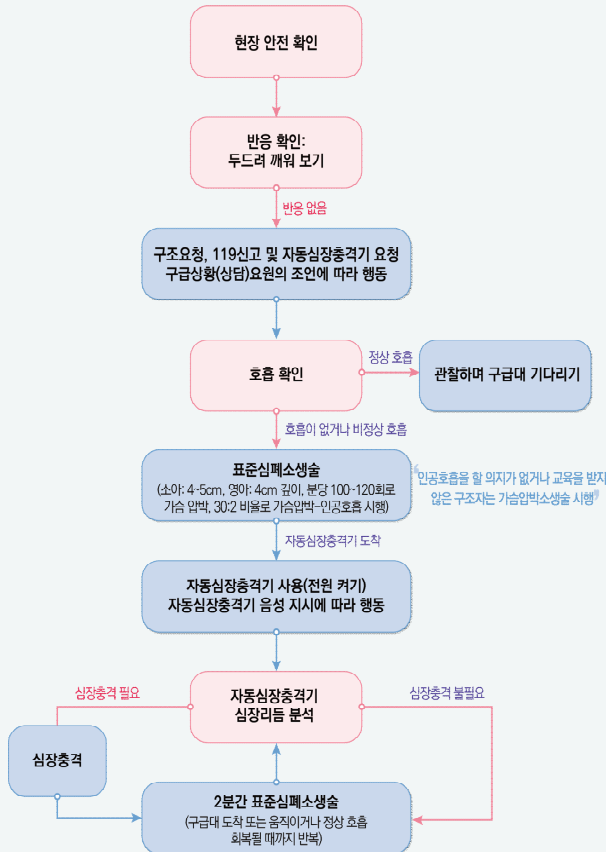 현장 안전 확인
반응 확인:
두드려 깨워 보기
반응 없음
구조요청, 119신고 및 자동심장충격기 요청
구급상황(상담)요원의 조언에 따라 행동
호흡 확인
정상 호흡
관찰하며 구급대 기다리기
호흡이 없거나 비정상 호흡
표준심폐소생술
(소아: 4~5cm, 영아: 4cm 깊이, 분당 100~120회로
가슴 압박, 30:2 비율로 가슴압박-인공호흡 시행)
“인공호흡을 할 의지가 없거나 교육을 받지
않은 구조자는 가슴압박소생술 시행”
자동심장충격기 도착
자동심장충격기 사용(전원 켜기)
자동심장충격기 음성 지시에 따라 행동
심장충격 필요
자동심장충격기
심장리듬 분석
심장충격 불필요
심장충격
2분간 표준심폐소생술
(구급대 도착 또는 움직이거나 정상 호흡
회복될 때까지 반복)